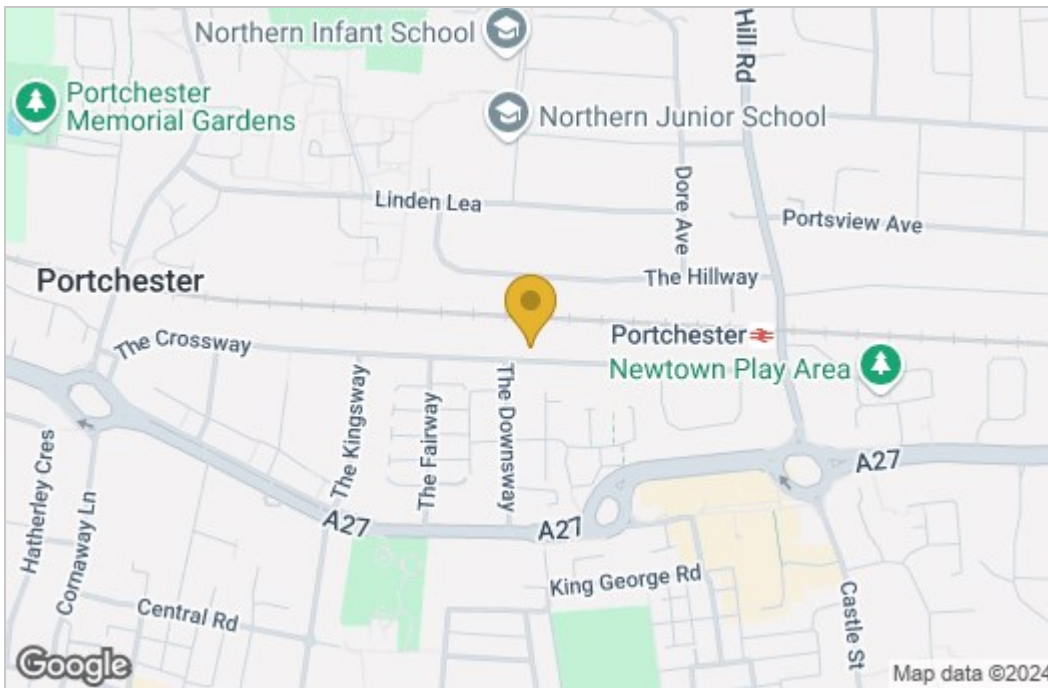 Northern Infant School
Hill Rd
Portchester
Memorial Gardens
Northern Junior School
Dore Ave
Linden Lea
Portsview Ave
Portchester
The Hillway
The Crossway
Portchester
Newtown Play Area
The Kingsway
The Fairway
The Downsway
Hatherley Cres
Cornaway Ln
A27
A27
A27
King George Rd
Central Rd
Castle St
Google
Map data ©2024